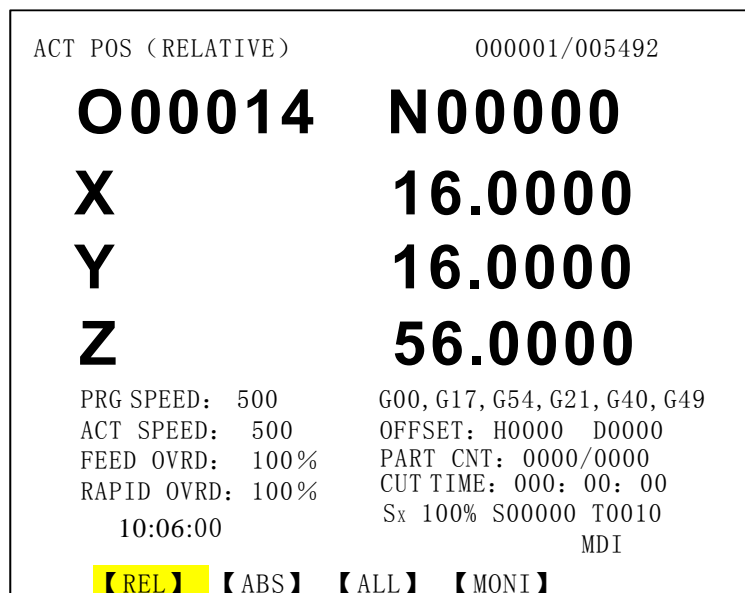 ACT POS (RELATIVE) O00001/005492
O00014 N00000
X 16.0000
Y 16.0000
Z 56.0000
PRG SPEED： 500 G00,G17,G54,G21,G40,G49
ACT SPEED： 500 OFFSET：H0000 D0000
FEED OVRD： 100% PART CNT：0000/0000
RAPID OVRD：100% CUT TIME：000：00：00
10:06:00 Sx 100% S00000 T0010
MDI
【REL】 【ABS】 【ALL】 【MONI】